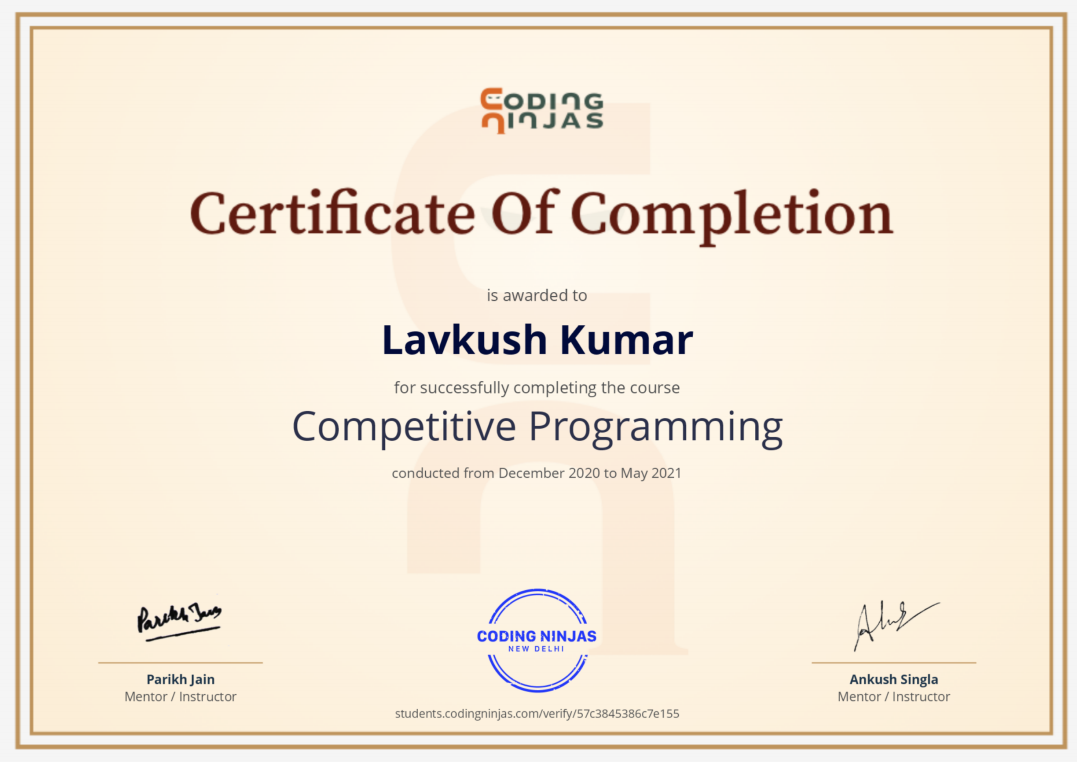 CODING
NINJAS
Certificate Of Completion
is awarded to
Lavkush Kumar
for successfully completing the course
Competitive Programming
conducted from December 2020 to May 2021
Parikh Jain
CODING NINJAS
NEW DELHI
Parikh Jain
Mentor / Instructor
Ankush Singla
Mentor / Instructor
students.codingninjas.com/verify/57c3845386c7e155